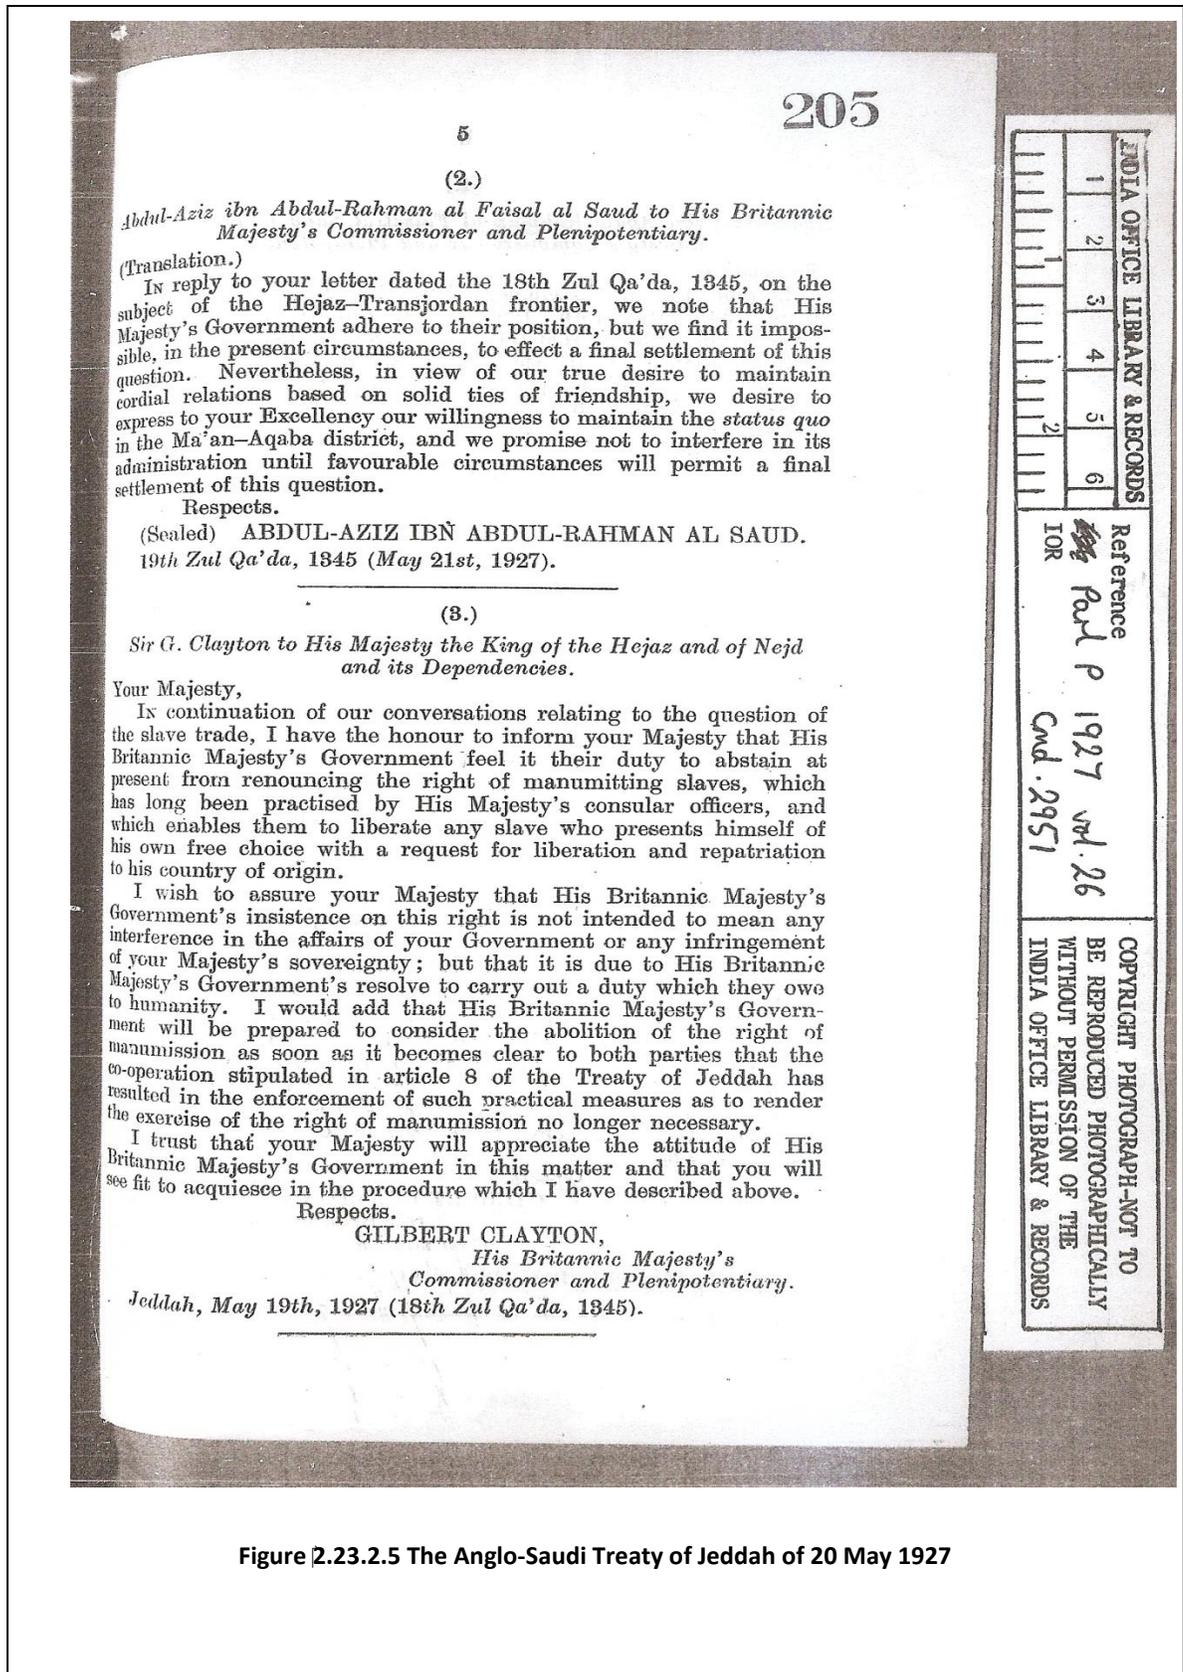 205
5
(2.)
Abdul-Aziz ibn Abdul-Rahman al Faisal al Saud to His Britannic
Majesty's Commissioner and Plenipotentiary.
(Translation.)
In reply to your letter dated the 18th Zul Qa'da, 1345, on the
subject of the Hejaz–Transjordan frontier, we note that His
Majesty's Government adhere to their position, but we find it impos-
sible, in the present circumstances, to effect a final settlement of this
question. Nevertheless, in view of our true desire to maintain
cordial relations based on solid ties of friendship, we desire to
express to your Excellency our willingness to maintain the status quo
in the Ma'an–Aqaba district, and we promise not to interfere in its
administration until favourable circumstances will permit a final
settlement of this question.
Respects.
(Sealed) ABDUL-AZIZ IBN ABDUL-RAHMAN AL SAUD.
19th Zul Qa'da, 1345 (May 21st, 1927).
(3.)
Sir G. Clayton to His Majesty the King of the Hejaz and of Nejd
and its Dependencies.
Your Majesty,
In continuation of our conversations relating to the question of
the slave trade, I have the honour to inform your Majesty that His
Britannic Majesty's Government feel it their duty to abstain at
present from renouncing the right of manumitting slaves, which
has long been practised by His Majesty's consular officers, and
which enables them to liberate any slave who presents himself of
his own free choice with a request for liberation and repatriation
to his country of origin.
I wish to assure your Majesty that His Britannic Majesty's
Government's insistence on this right is not intended to mean any
interference in the affairs of your Government or any infringement
of your Majesty's sovereignty; but that it is due to His Britannic
Majesty's Government's resolve to carry out a duty which they owe
to humanity. I would add that His Britannic Majesty's Govern-
ment will be prepared to consider the abolition of the right of
manumission as soon as it becomes clear to both parties that the
co-operation stipulated in article 8 of the Treaty of Jeddah has
resulted in the enforcement of such practical measures as to render
the exercise of the right of manumission no longer necessary.
I trust that your Majesty will appreciate the attitude of His
Britannic Majesty's Government in this matter and that you will
see fit to acquiesce in the procedure which I have described above.
Respects.
GILBERT CLAYTON,
His Britannic Majesty's
Commissioner and Plenipotentiary.
Jeddah, May 19th, 1927 (18th Zul Qa'da, 1345).
INDIA OFFICE LIBRARY & RECORDS
1 2 3 4 5 6
1 2
Reference
Parl P 1927 vol. 26
IOR Cmd. 2951
COPYRIGHT PHOTOGRAPH-NOT TO
BE REPRODUCED PHOTOGRAPHICALLY
WITHOUT PERMISSION OF THE
INDIA OFFICE LIBRARY & RECORDS
Figure 2.23.2.5 The Anglo-Saudi Treaty of Jeddah of 20 May 1927